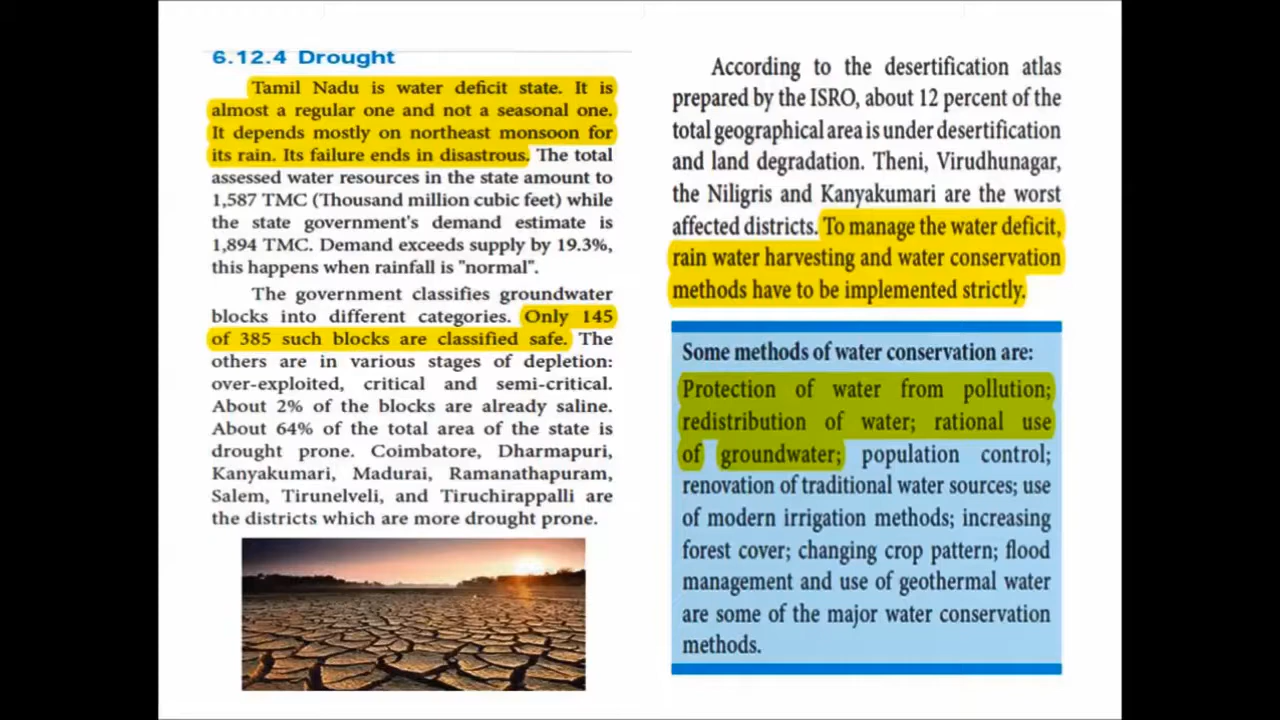 6.12.4 Drought
Tamil Nadu is water deficit state. It is
almost a regular one and not a seasonal one.
It depends mostly on northeast monsoon for
its rain. Its failure ends in disastrous. The total
assessed water resources in the state amount to
1,587 TMC (Thousand million cubic feet) while
the state government's demand estimate is
1,894 TMC. Demand exceeds supply by 19.3%,
this happens when rainfall is "normal".
The government classifies groundwater
blocks into different categories. Only 145
of 385 such blocks are classified safe. The
others are in various stages of depletion:
over-exploited, critical and semi-critical.
About 2% of the blocks are already saline.
About 64% of the total area of the state is
drought prone. Coimbatore, Dharmapuri,
Kanyakumari, Madurai, Ramanathapuram,
Salem, Tirunelveli, and Tiruchirappalli are
the districts which are more drought prone.
According to the desertification atlas
prepared by the ISRO, about 12 percent of the
total geographical area is under desertification
and land degradation. Theni, Virudhunagar,
the Niligris and Kanyakumari are the worst
affected districts. To manage the water deficit,
rain water harvesting and water conservation
methods have to be implemented strictly.
Some methods of water conservation are:
Protection of water from pollution;
redistribution of water; rational use
of groundwater; population control;
renovation of traditional water sources; use
of modern irrigation methods; increasing
forest cover; changing crop pattern; flood
management and use of geothermal water
are some of the major water conservation
methods.